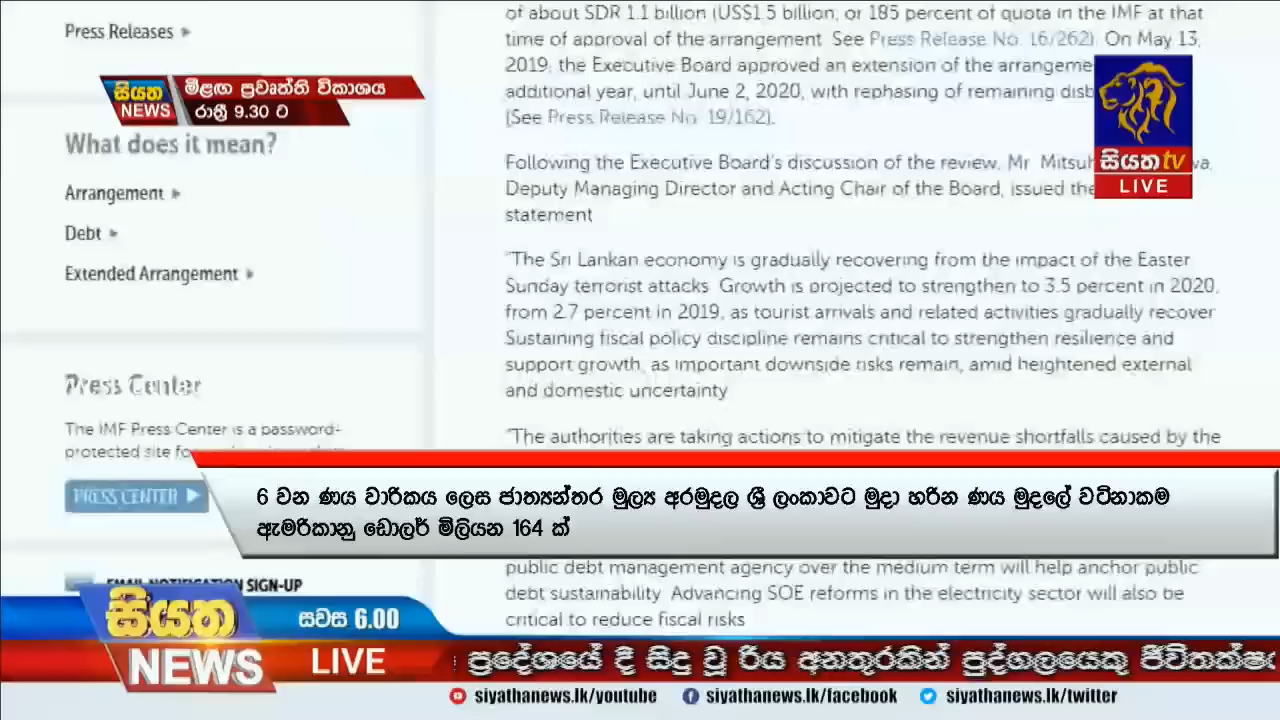 Press Releases
of about SDR 1.1 billion (US$1.5 billion, or 185 percent of quota in the IMF at that
time of approval of the arrangement. See Press Release No. 16/262). On May 13,
2019, the Executive Board approved an extension of the
additional year, until June 2, 2020, with rephasing of remaining
(See Press Release No. 19/162).
සියත
NEWS
මීළඟ ප්‍රවෘත්ති විකාශය
රාත්‍රී 9.30 ට
සියත tv
LIVE
What does it mean?
Arrangement
Debt
Extended Arrangement
Following the Executive Board's discussion of the review, Mr.
Deputy Managing Director and Acting Chair of the Board, issued the
statement
"The Sri Lankan economy is gradually recovering from the impact of the Easter
Sunday terrorist attacks. Growth is projected to strengthen to 3.5 percent in 2020,
from 2.7 percent in 2019, as tourist arrivals and related activities gradually recover
Sustaining fiscal policy discipline remains critical to strengthen resilience and
support growth, as important downside risks remain, amid heightened external
and domestic uncertainty
"The authorities are taking actions to mitigate the revenue shortfalls caused by the
Press Center
The IMF Press Center is a password-
protected site
PRESS CENTER
6 වන ණය වාරිකය ලෙස ජාත්‍යන්තර මුල්‍ය අරමුදල ශ්‍රී ලංකාවට මුදා හරින ණය මුදලේ වටිනාකම
ඇමරිකානු ඩොලර් මිලියන 164 ක්
public debt management agency over the medium term will help anchor public
debt sustainability. Advancing SOE reforms in the electricity sector will also be
critical to reduce fiscal risks
EMAIL NOTIFICATION SIGN-UP
සියත
NEWS
සවස 6.00
LIVE
ප්‍රදේශයේ දී සිදු වූ රිය අනතුරකින් පුද්ගලයෙකු
siyathanews.lk/youtube
siyathanews.lk/facebook
siyathanews.lk/twitter